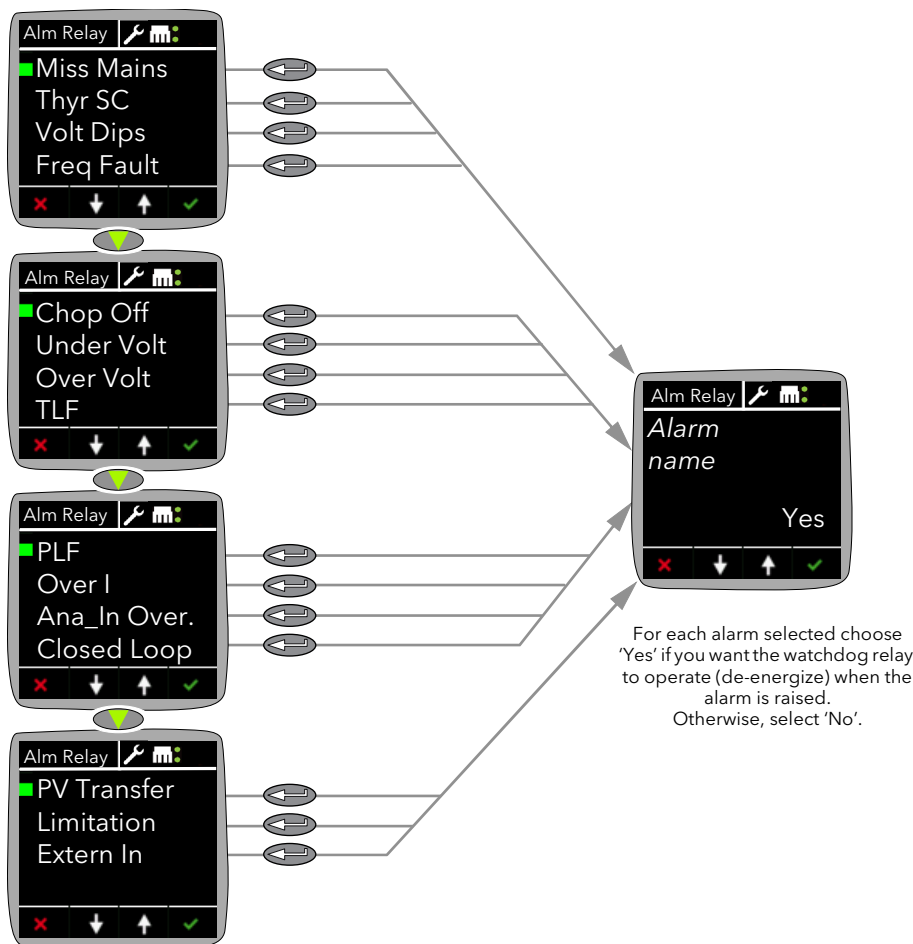 Alm Relay
Miss Mains
Thyr SC
Volt Dips
Freq Fault
Alm Relay
Chop Off
Under Volt
Over Volt
TLF
Alm Relay
PLF
Over I
Ana_In Over.
Closed Loop
Alm Relay
PV Transfer
Limitation
Extern In
Alm Relay
Alarm
name
Yes
For each alarm selected choose
‘Yes’ if you want the watchdog relay
to operate (de-energize) when the
alarm is raised.
Otherwise, select ‘No’.